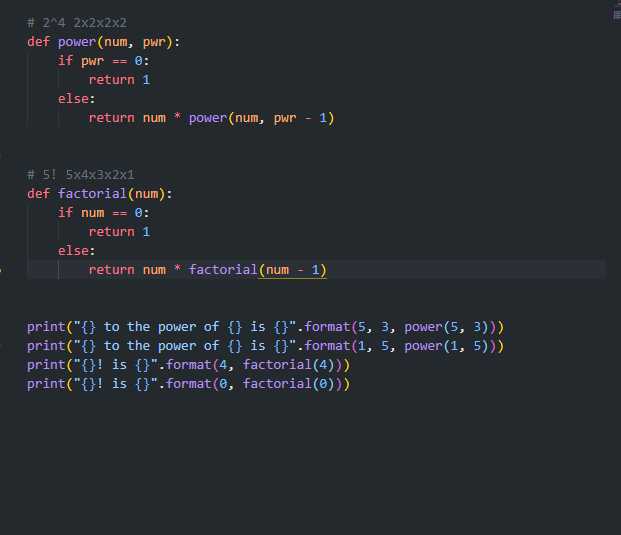 # 2^4 2x2x2x2
def power(num, pwr):
    if pwr == 0:
        return 1
    else:
        return num * power(num, pwr - 1)
# 5! 5x4x3x2x1
def factorial(num):
    if num == 0:
        return 1
    else:
        return num * factorial(num - 1)
print("{} to the power of {} is {}".format(5, 3, power(5, 3)))
print("{} to the power of {} is {}".format(1, 5, power(1, 5)))
print("{}! is {}".format(4, factorial(4)))
print("{}! is {}".format(0, factorial(0)))